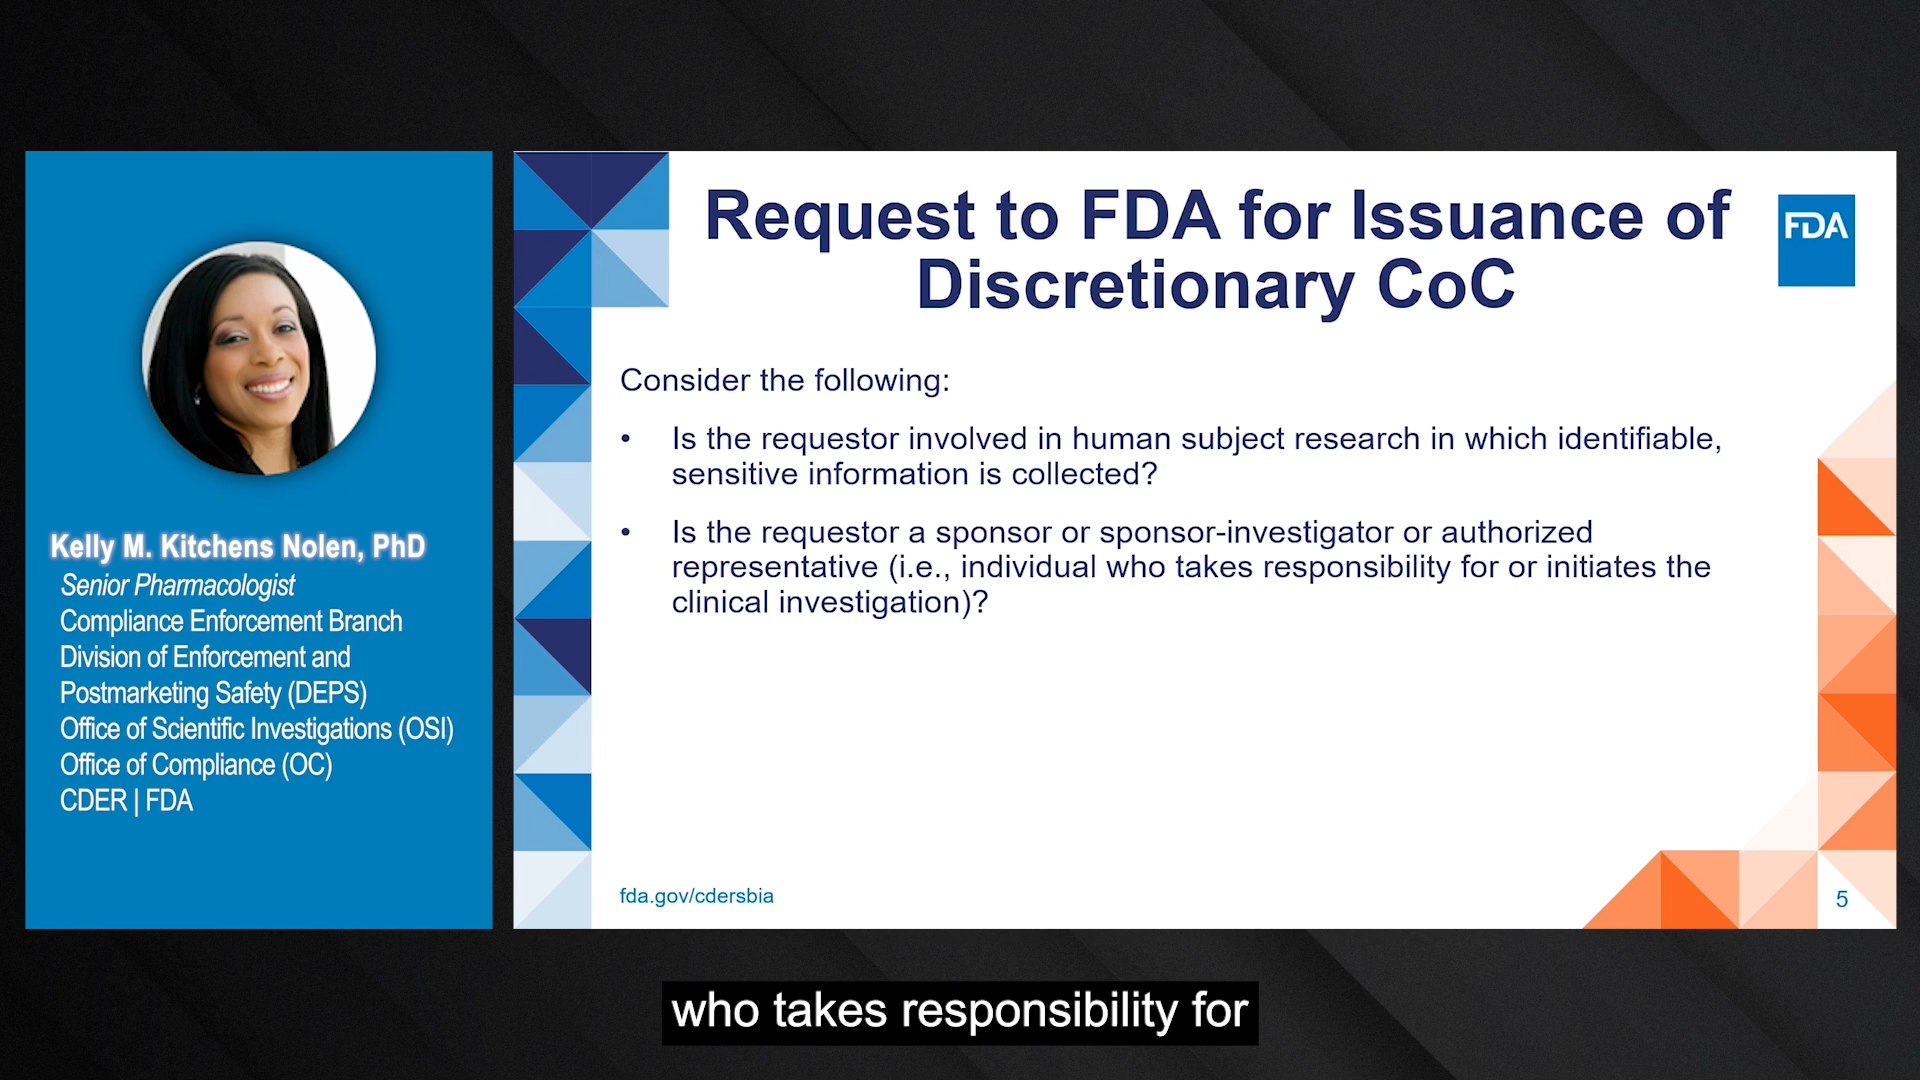 Kelly M. Kitchens Nolen, PhD
Senior Pharmacologist
Compliance Enforcement Branch
Division of Enforcement and
Postmarketing Safety (DEPS)
Office of Scientific Investigations (OSI)
Office of Compliance (OC)
CDER | FDA
Request to FDA for Issuance of
Discretionary CoC
FDA
Consider the following:
• Is the requestor involved in human subject research in which identifiable,
sensitive information is collected?
• Is the requestor a sponsor or sponsor-investigator or authorized
representative (i.e., individual who takes responsibility for or initiates the
clinical investigation)?
fda.gov/cdersbia
5
who takes responsibility for